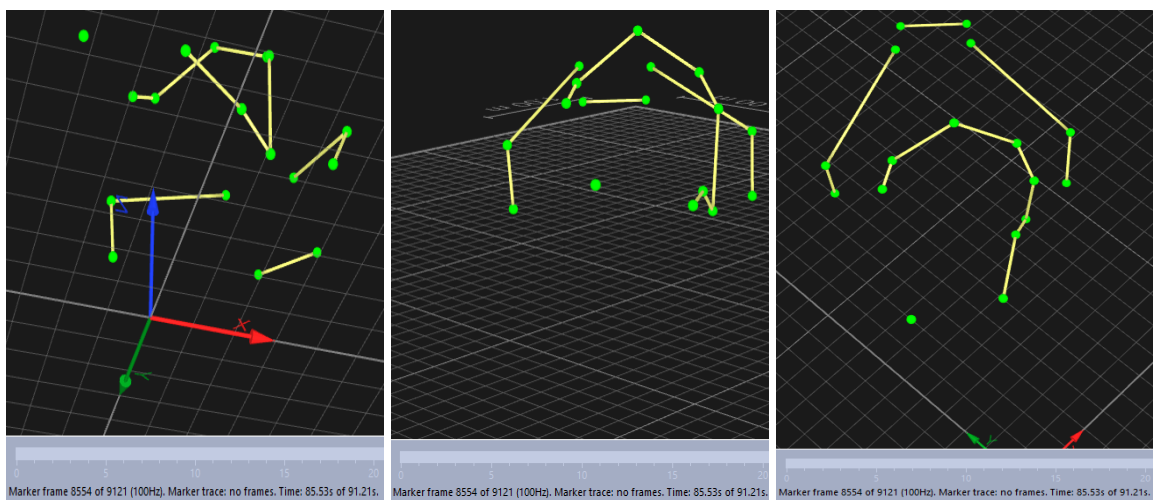 X
Y
Z
0 5 10 15 20
Marker frame 8554 of 9121 (100Hz). Marker trace: no frames. Time: 85.53s of 91.21s.
0 5 10 15 20
Marker frame 8554 of 9121 (100Hz). Marker trace: no frames. Time: 85.53s of 91.21s.
0 5 10 15 20
Marker frame 8554 of 9121 (100Hz). Marker trace: no frames. Time: 85.53s of 91.21s.